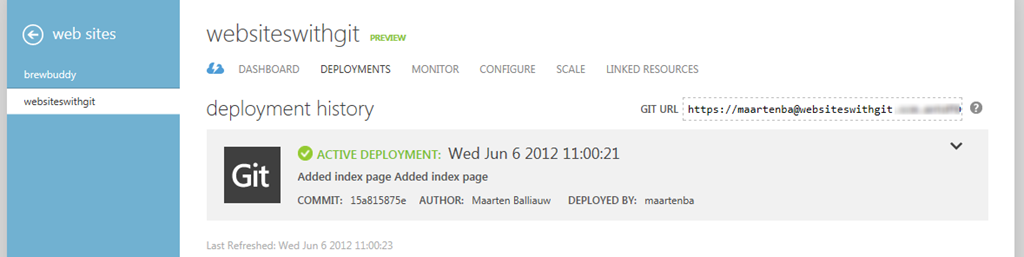 web sites
brewbuddy
websiteswithgit
websiteswithgit PREVIEW
DASHBOARD DEPLOYMENTS MONITOR CONFIGURE SCALE LINKED RESOURCES
deployment history
GIT URL https://maartenba@websiteswithgit ?
Git
ACTIVE DEPLOYMENT: Wed Jun 6 2012 11:00:21
Added index page Added index page
COMMIT: 15a815875e AUTHOR: Maarten Balliauw DEPLOYED BY: maartenba
Last Refreshed: Wed Jun 6 2012 11:00:23